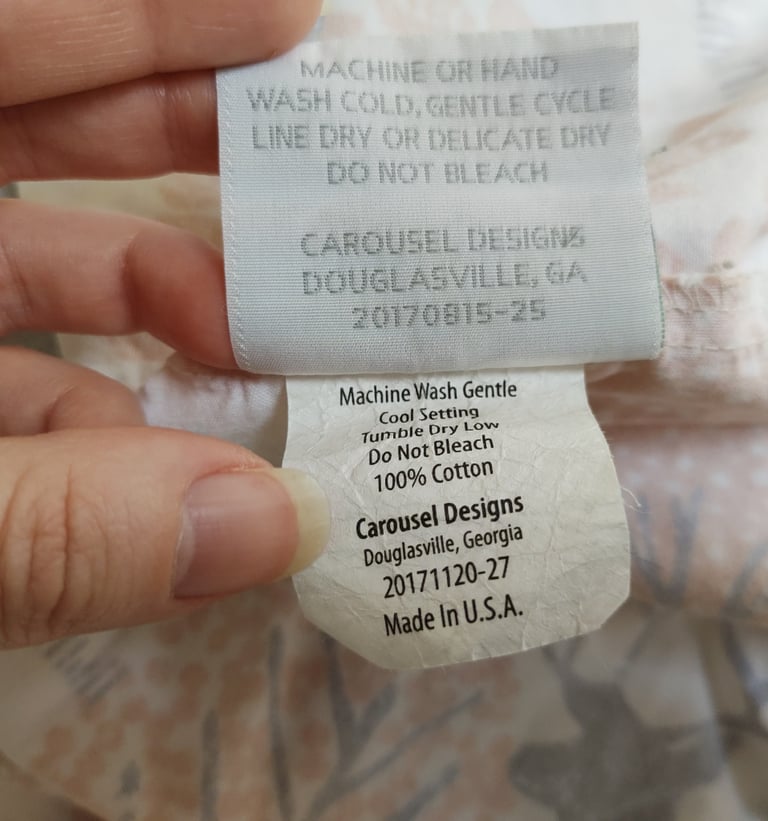 MACHINE OR HAND
WASH COLD, GENTLE CYCLE
LINE DRY OR DELICATE DRY
DO NOT BLEACH
CAROUSEL DESIGNS
DOUGLASVILLE, GA
20170815-25
Machine Wash Gentle
Cool Setting
Tumble Dry Low
Do Not Bleach
100% Cotton
Carousel Designs
Douglasville, Georgia
20171120-27
Made In U.S.A.